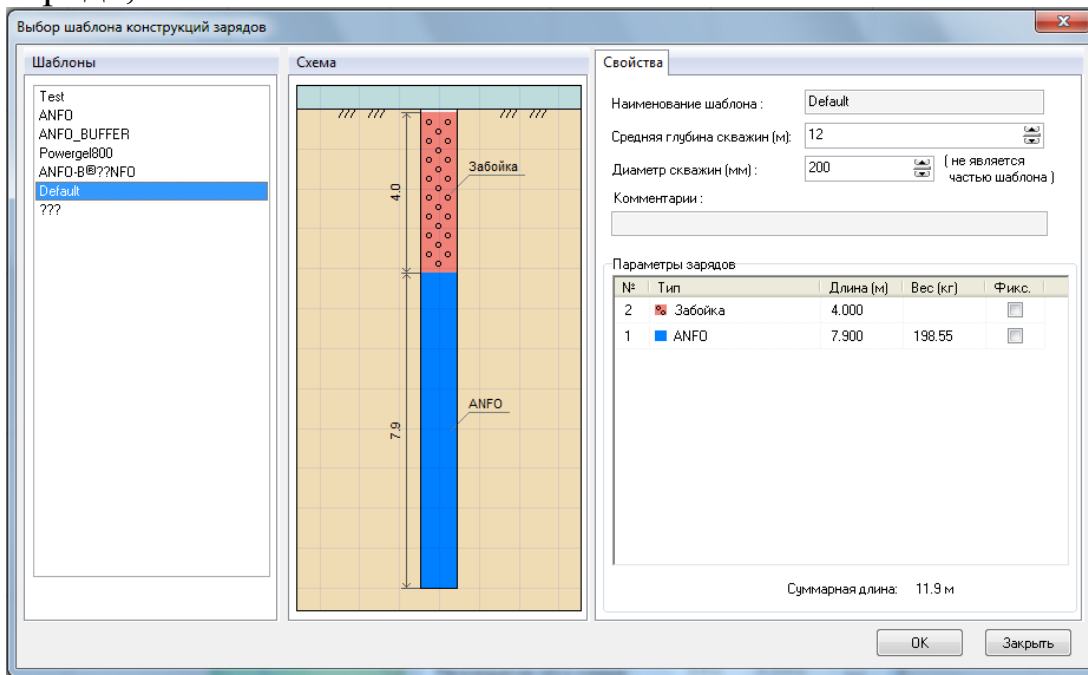 Выбор шаблона конструкций зарядов
Шаблоны
Test
ANFO
ANFO_BUFFER
Powergel800
ANFO-B®??NFO
Default
???
Схема
Забойка
4.0
ANFO
7.9
Свойства
Наименование шаблона : Default
Средняя глубина скважин (м): 12
Диаметр скважин (мм) : 200 ( не является
частью шаблона )
Комментарии :
Параметры зарядов
№ Тип Длина (м) Вес (кг) Фикс.
2 Забойка 4.000
1 ANFO 7.900 198.55
Суммарная длина: 11.9 м
OK Закрыть